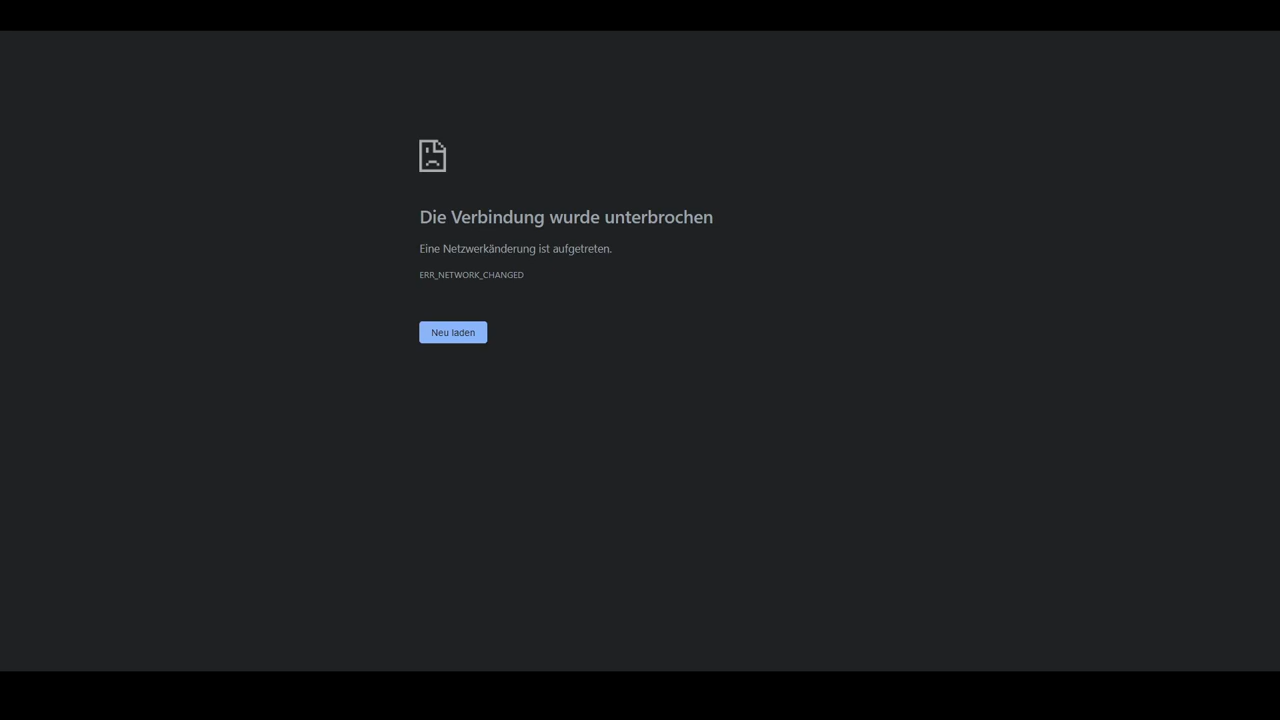 Die Verbindung wurde unterbrochen
Eine Netzwerkänderung ist aufgetreten.
ERR_NETWORK_CHANGED
Neu laden